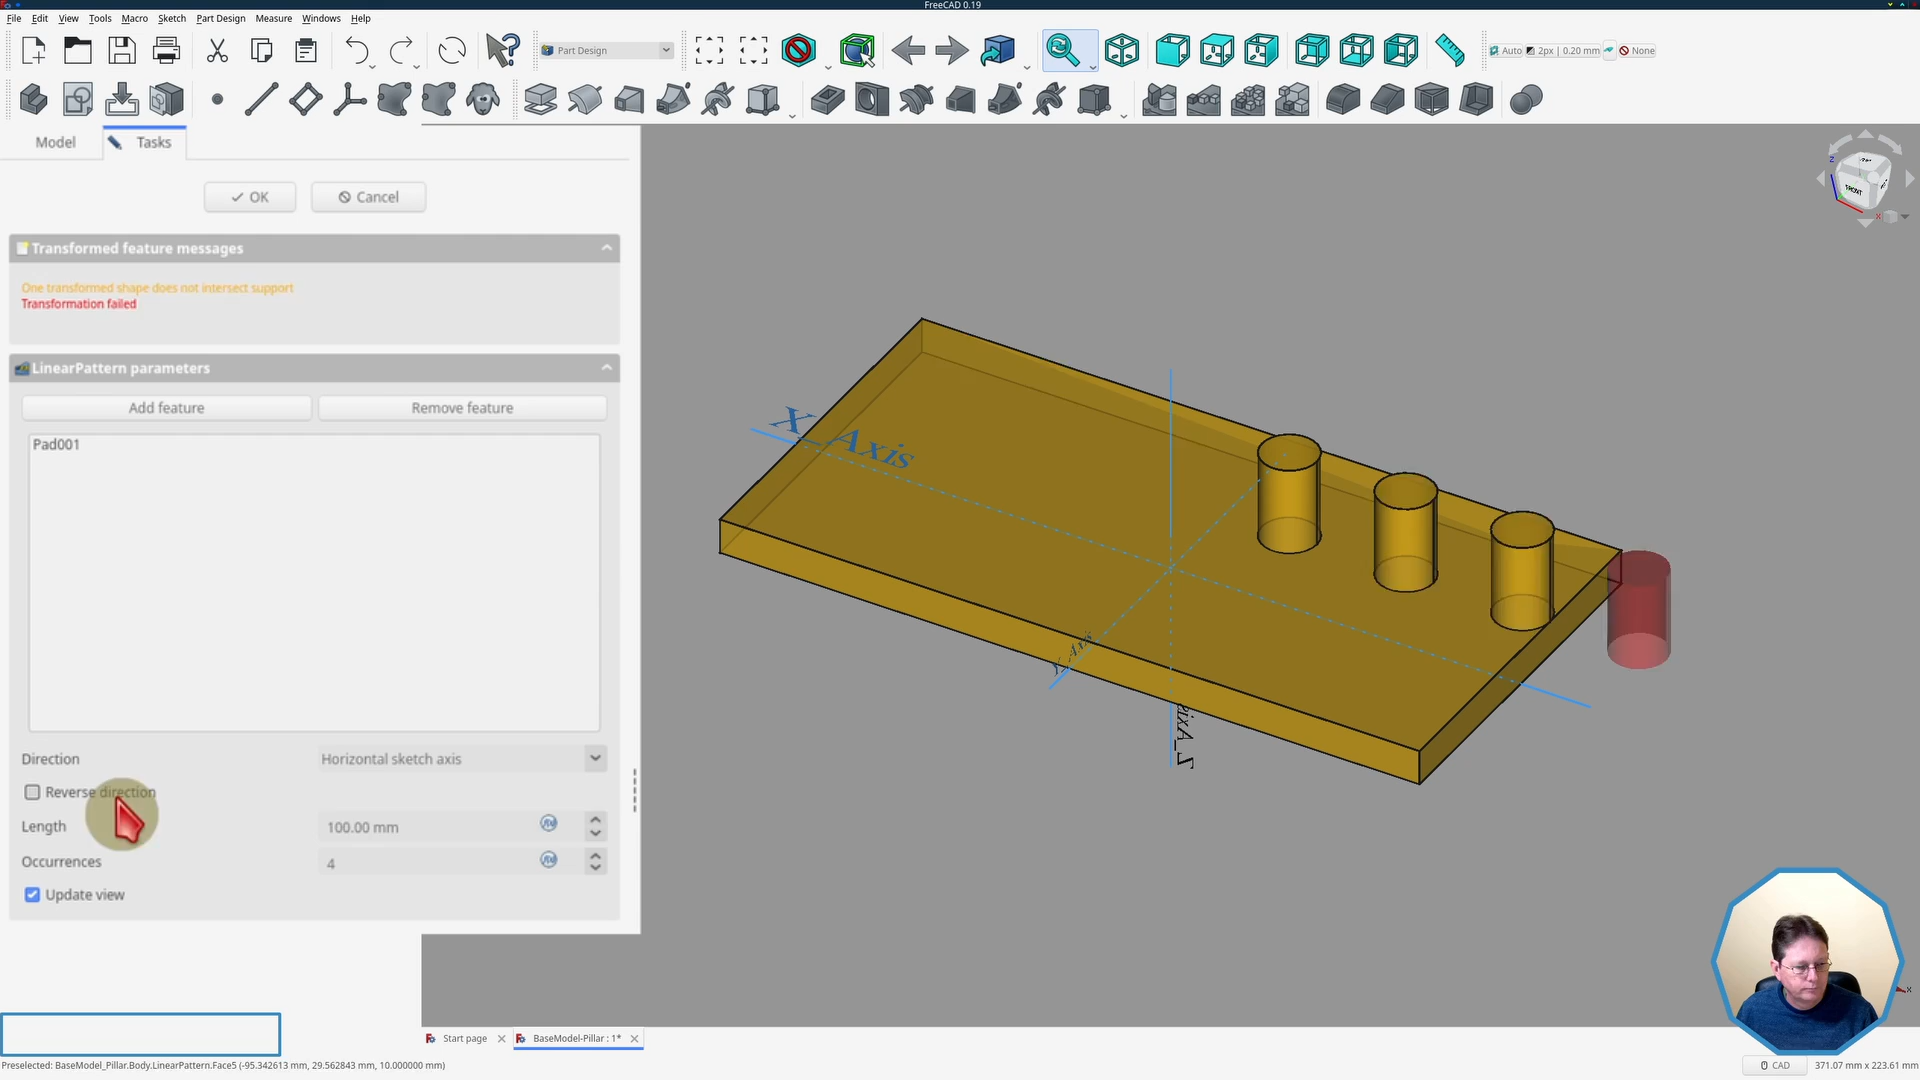 FreeCAD 0.19
File Edit View Tools Macro Sketch Part Design Measure Windows Help
Part Design
Auto 2px | 0.20 mm None
Model Tasks
OK Cancel
Transformed feature messages
One transformed shape does not intersect support
Transformation failed
LinearPattern parameters
Add feature Remove feature
Pad001
Direction Horizontal sketch axis
Reverse direction
Length 100.00 mm
Occurrences 4
Update view
X_Axis
Y_Axis
Z_Axis
Z
FRONT
X
Start page BaseModel-Pillar : 1*
Preselected: BaseModel_Pillar.Body.LinearPattern.Face5 (-95.342613 mm, 29.562843 mm, 10.000000 mm)
CAD 371.07 mm x 223.61 mm